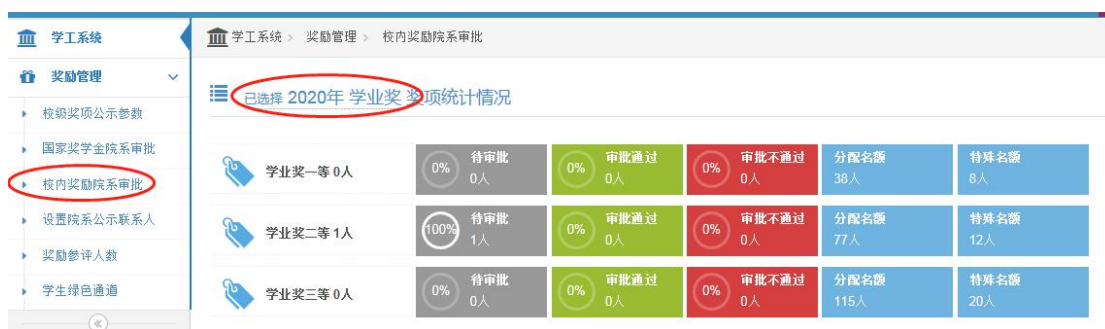 学工系统
奖励管理
校级奖项公示参数
国家奖学金院系审批
校内奖励院系审批
设置院系公示联系人
奖励参评人数
学生绿色通道
学工系统 > 奖励管理 > 校内奖励院系审批
已选择 2020年 学业奖 奖项统计情况
学业奖一等 0人 0% 待审批 0人 0% 审批通过 0人 0% 审批不通过 0人 分配名额 38人 特殊名额 8人
学业奖二等 1人 100% 待审批 1人 0% 审批通过 0人 0% 审批不通过 0人 分配名额 77人 特殊名额 12人
学业奖三等 0人 0% 待审批 0人 0% 审批通过 0人 0% 审批不通过 0人 分配名额 115人 特殊名额 20人